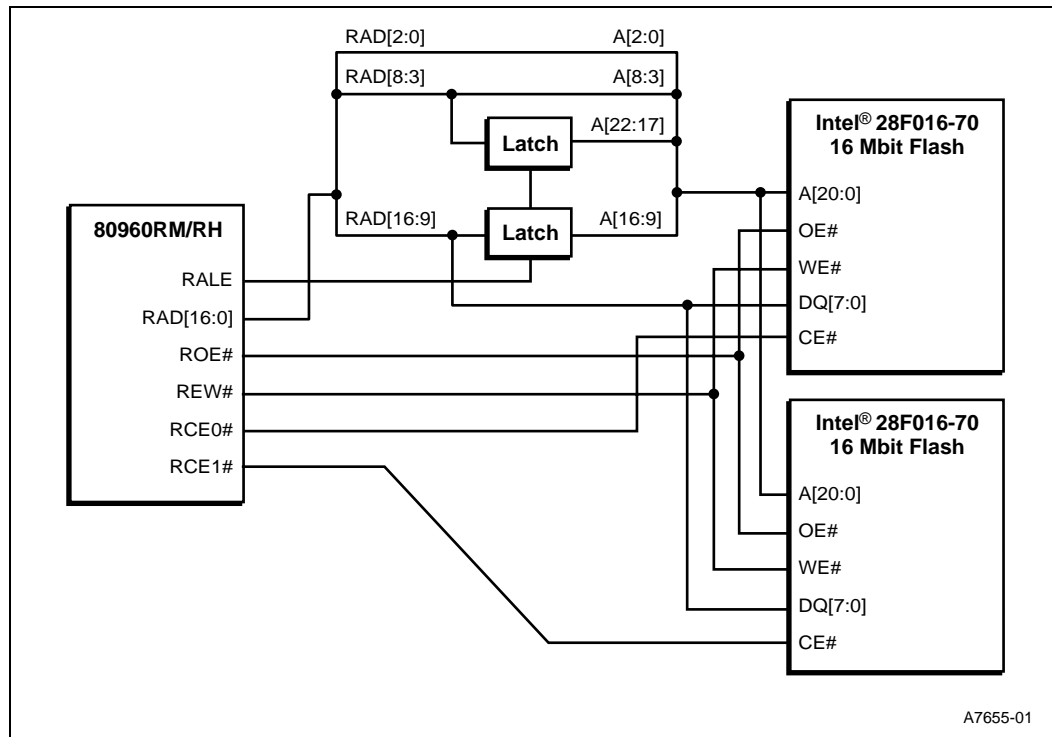 RAD[2:0] A[2:0]
RAD[8:3] A[8:3]
Latch
A[22:17]
RAD[16:9]
Latch
A[16:9]
80960RM/RH
RALE
RAD[16:0]
ROE#
REW#
RCE0#
RCE1#
Intel® 28F016-70
16 Mbit Flash
A[20:0]
OE#
WE#
DQ[7:0]
CE#
Intel® 28F016-70
16 Mbit Flash
A[20:0]
OE#
WE#
DQ[7:0]
CE#
A7655-01